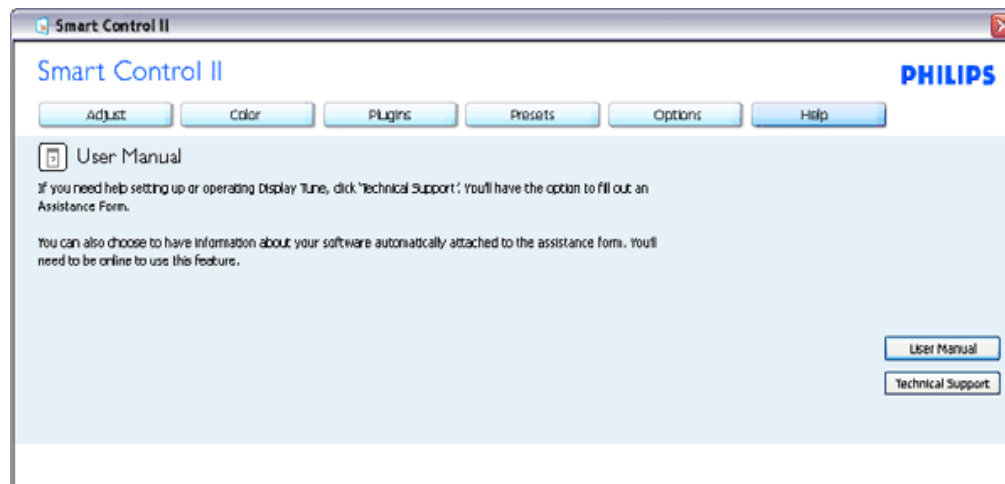 Smart Control II
Smart Control II
PHILIPS
Adjust Color Plugins Presets Options Help
User Manual
If you need help setting up or operating Display Tune, click 'Technical Support'. You'll have the option to fill out an
Assistance Form.
You can also choose to have information about your software automatically attached to the assistance form. You'll
need to be online to use this feature.
User Manual
Technical Support